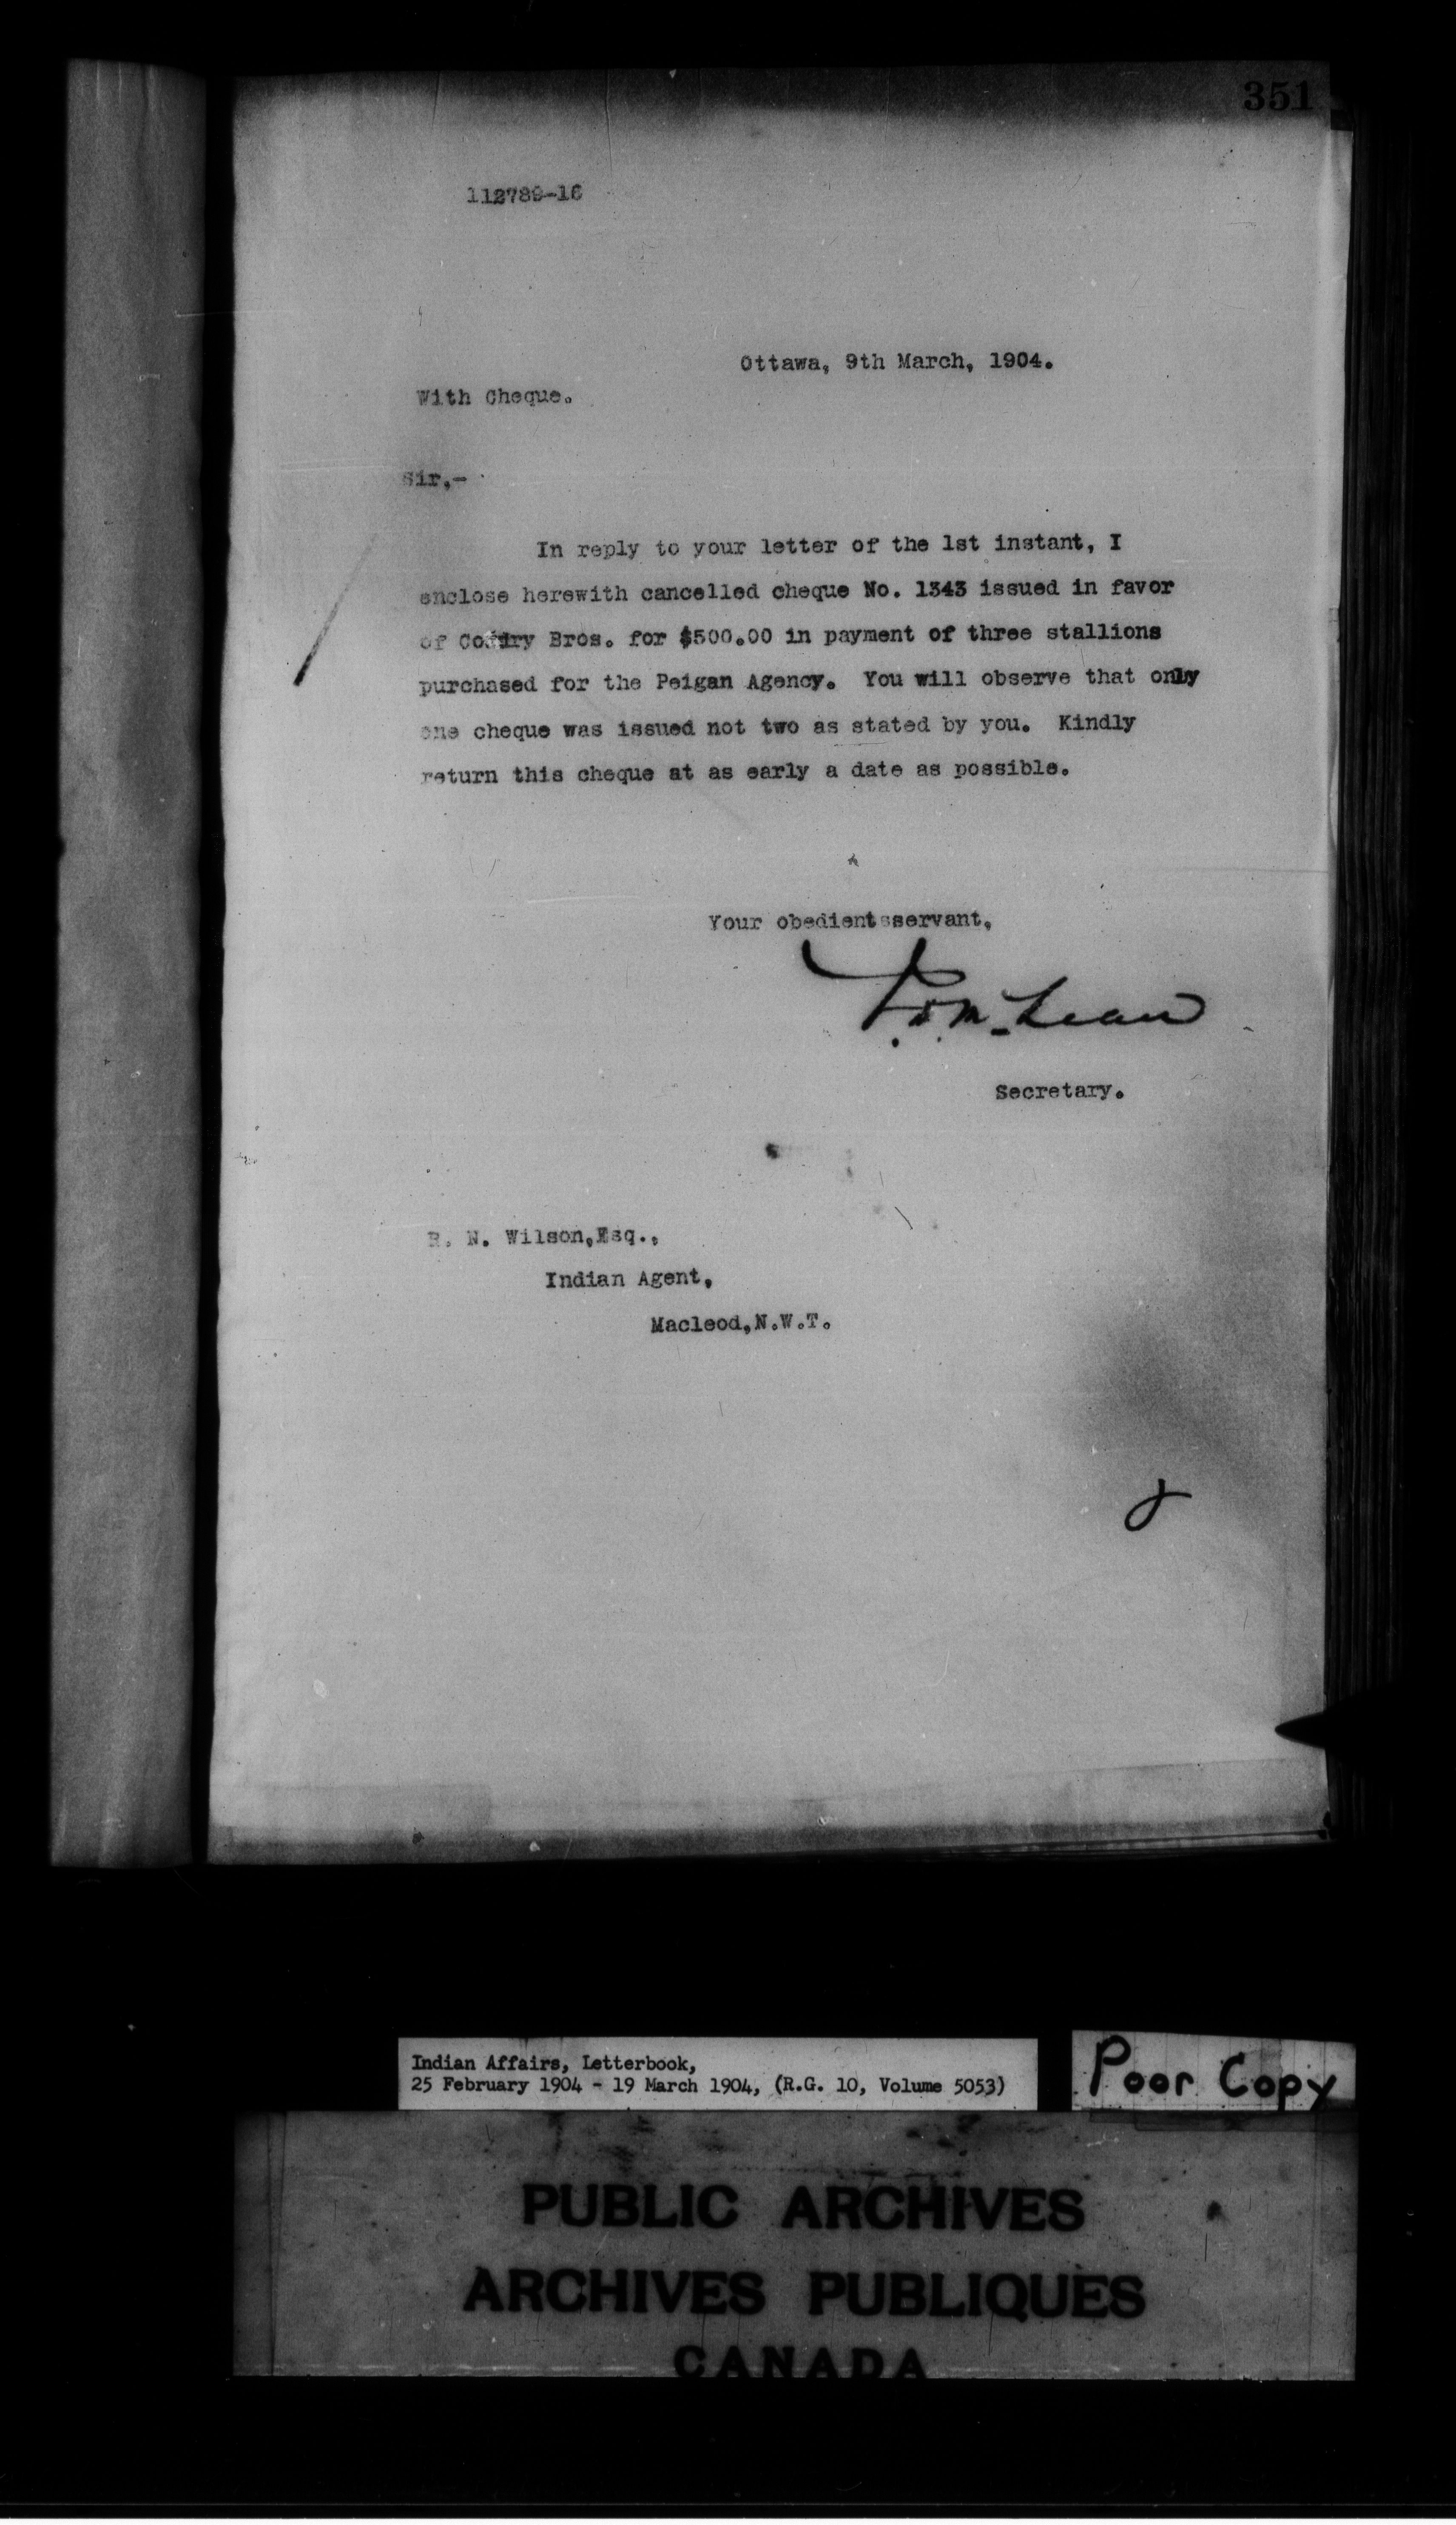 351
112789-16
Ottawa, 9th March, 1904.
With Cheque.
Sir,-
In reply to your letter of the 1st instant, I
enclose herewith cancelled cheque No. 1343 issued in favor
of Bros. for $500.00 in payment of three stallions
purchased for the Peigan Agency. You will observe that only
one cheque was issued not two as stated by you. Kindly
return this cheque at as early a date as possible.
Your obedientsservant,
Secretary.
R. N. Wilson,Esq.,
Indian Agent,
Macleod,N.W.T.
Indian Affairs, Letterbook,
25 February 1904 - 19 March 1904, (R.G. 10, Volume 5053)
Poor Copy
PUBLIC ARCHIVES
ARCHIVES PUBLIQUES
CANADA